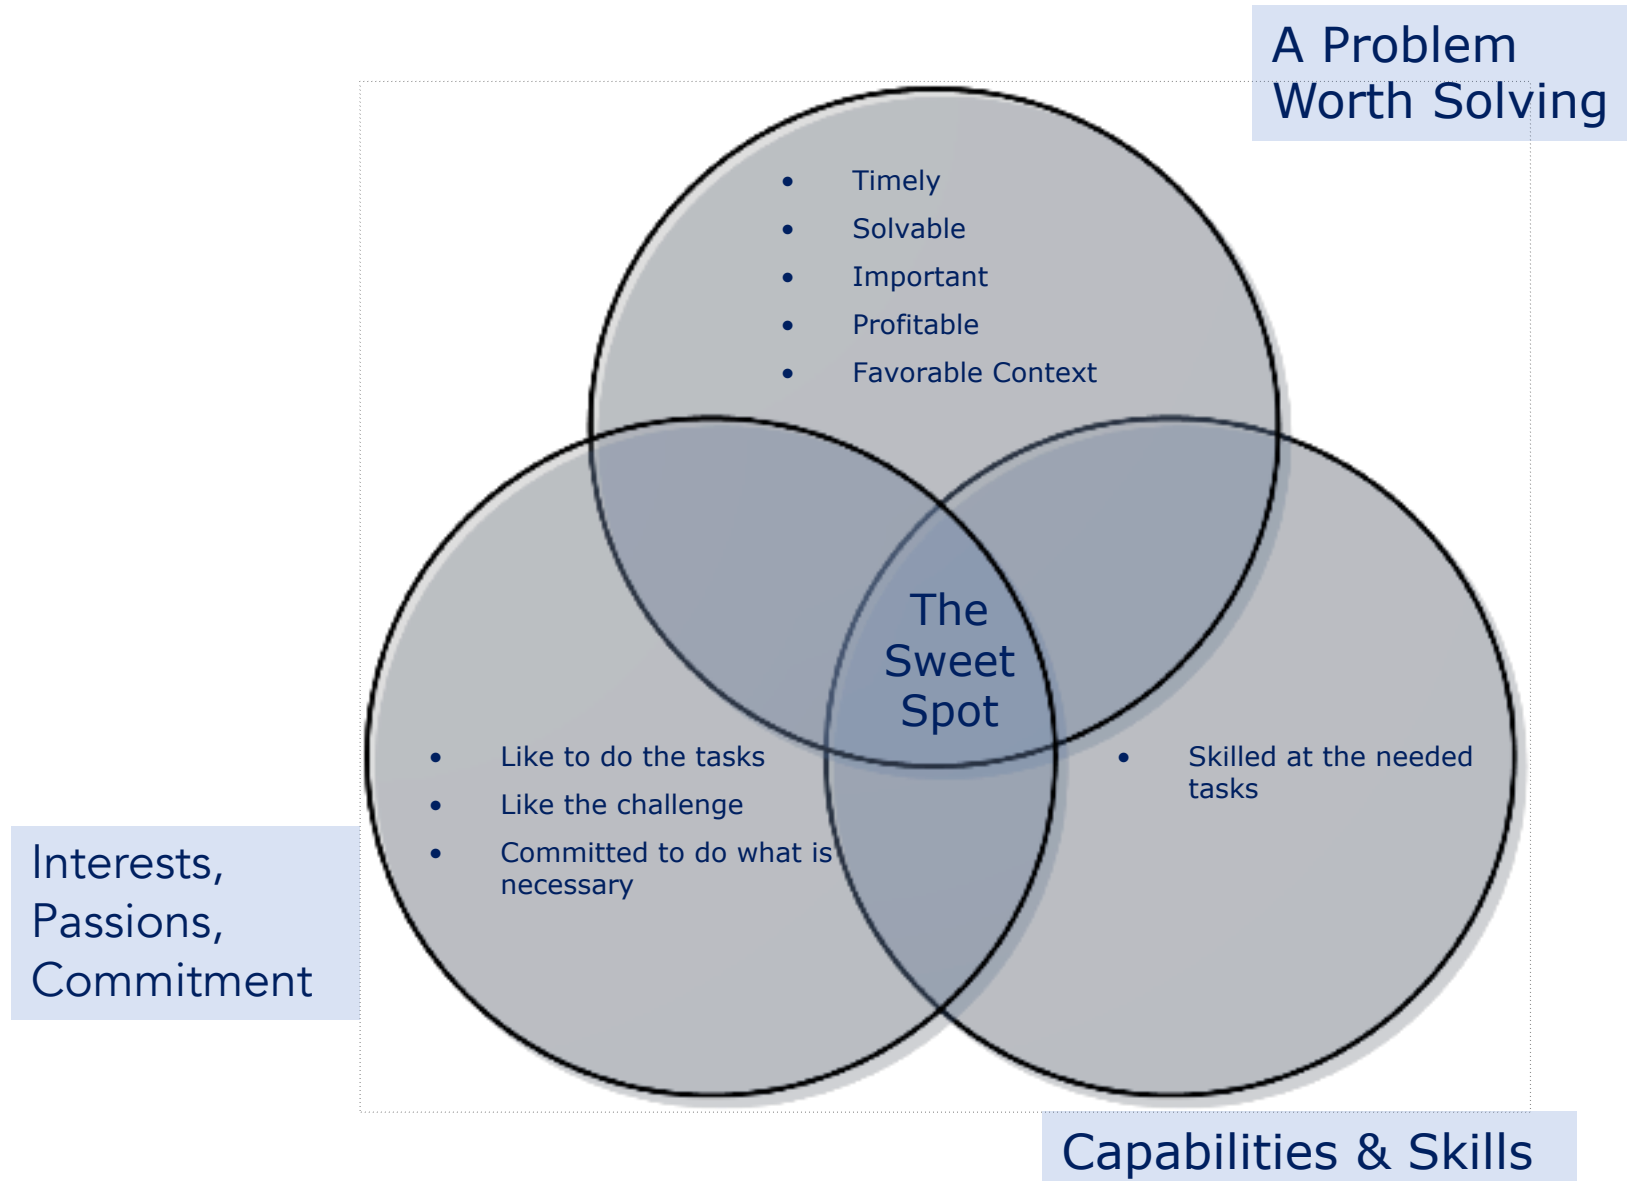 A Problem
Worth Solving
• Timely
• Solvable
• Important
• Profitable
• Favorable Context
The
Sweet
Spot
• Like to do the tasks
• Like the challenge
• Committed to do what is
necessary
• Skilled at the needed
tasks
Interests,
Passions,
Commitment
Capabilities & Skills